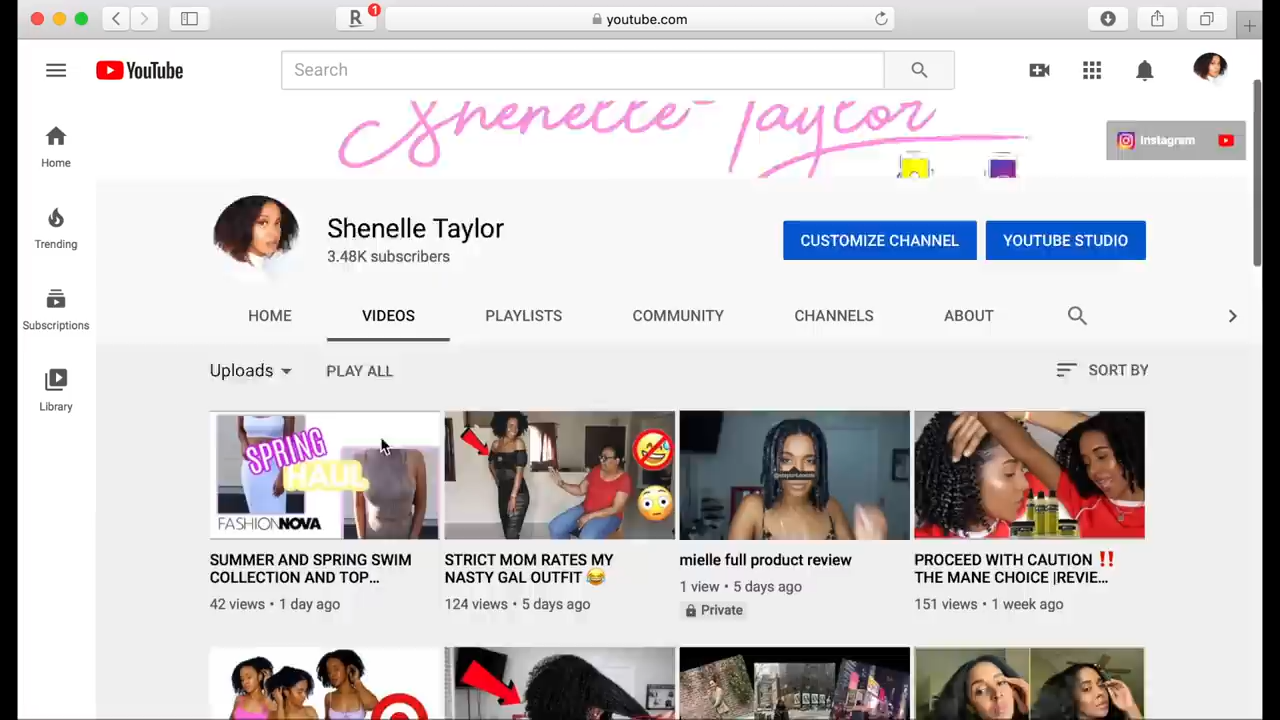 R
1
youtube.com
YouTube
Search
Shenelle Taylor
Instagram
Home
Trending
Subscriptions
Library
Shenelle Taylor
3.48K subscribers
CUSTOMIZE CHANNEL
YOUTUBE STUDIO
HOME
VIDEOS
PLAYLISTS
COMMUNITY
CHANNELS
ABOUT
Uploads
PLAY ALL
SORT BY
SPRING
HAUL
FASHIONNOVA
SUMMER AND SPRING SWIM
COLLECTION AND TOP...
42 views • 1 day ago
STRICT MOM RATES MY
NASTY GAL OUTFIT 😂
124 views • 5 days ago
mielle full product review
1 view • 5 days ago
Private
PROCEED WITH CAUTION ‼️
THE MANE CHOICE |REVIE...
151 views • 1 week ago